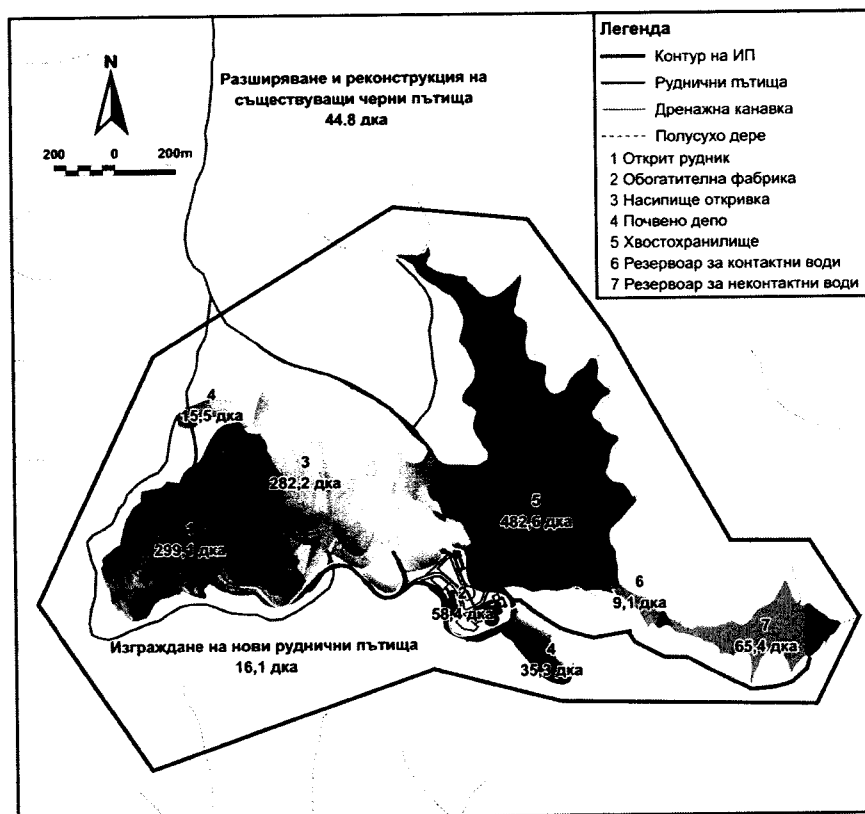 N
200 0 200m
Разширяване и реконструкция на
съществуващи черни пътища
44.8 дка
Легенда
Контур на ИП
Руднични пътища
Дренажна канавка
Полусухо дере
1 Открит рудник
2 Обогатителна фабрика
3 Насипище откривка
4 Почвено депо
5 Хвостохранилище
6 Резервоар за контактни води
7 Резервоар за неконтактни води
4
15,5 дка
3
282,2 дка
1
299,1 дка
5
482,6 дка
2
58,4 дка
6
9,1 дка
7
65,4 дка
4
35,3 дка
Изграждане на нови руднични пътища
16,1 дка